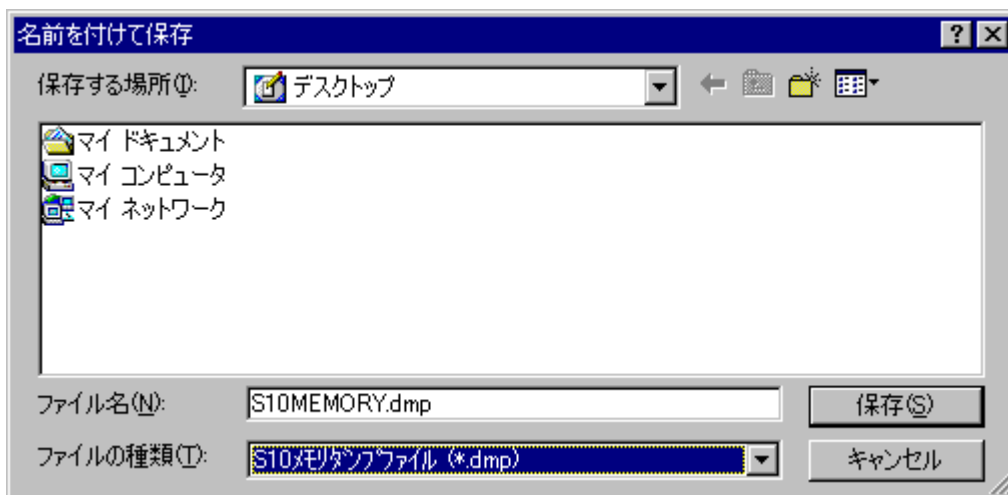 名前を付けて保存
保存する場所(I): デスクトップ
マイ ドキュメント
マイ コンピュータ
マイ ネットワーク
ファイル名(N): S10MEMORY.dmp 保存(S)
ファイルの種類(T): S10メモリダンプファイル (*.dmp) キャンセル